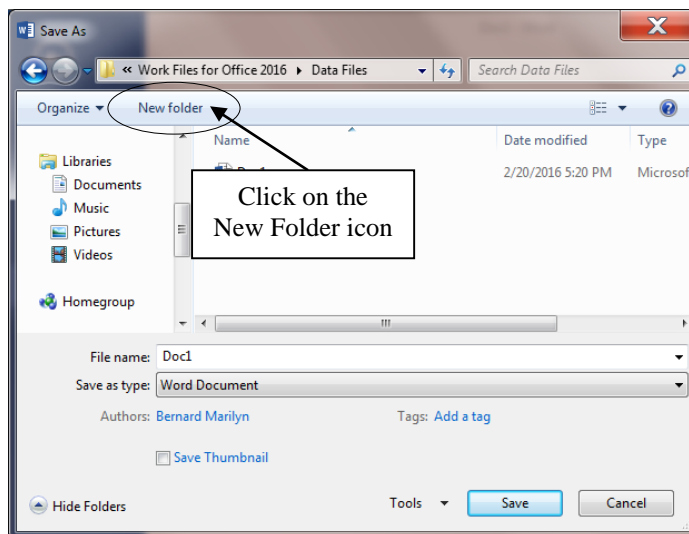 Save As
« Work Files for Office 2016 ▸ Data Files
Search Data Files
Organize
New folder
Name
Date modified
Type
Libraries
Documents
Music
Pictures
Videos
Homegroup
2/20/2016 5:20 PM
Microsof
Click on the
New Folder icon
File name: Doc1
Save as type: Word Document
Authors: Bernard Marilyn
Tags: Add a tag
Save Thumbnail
Hide Folders
Tools
Save
Cancel